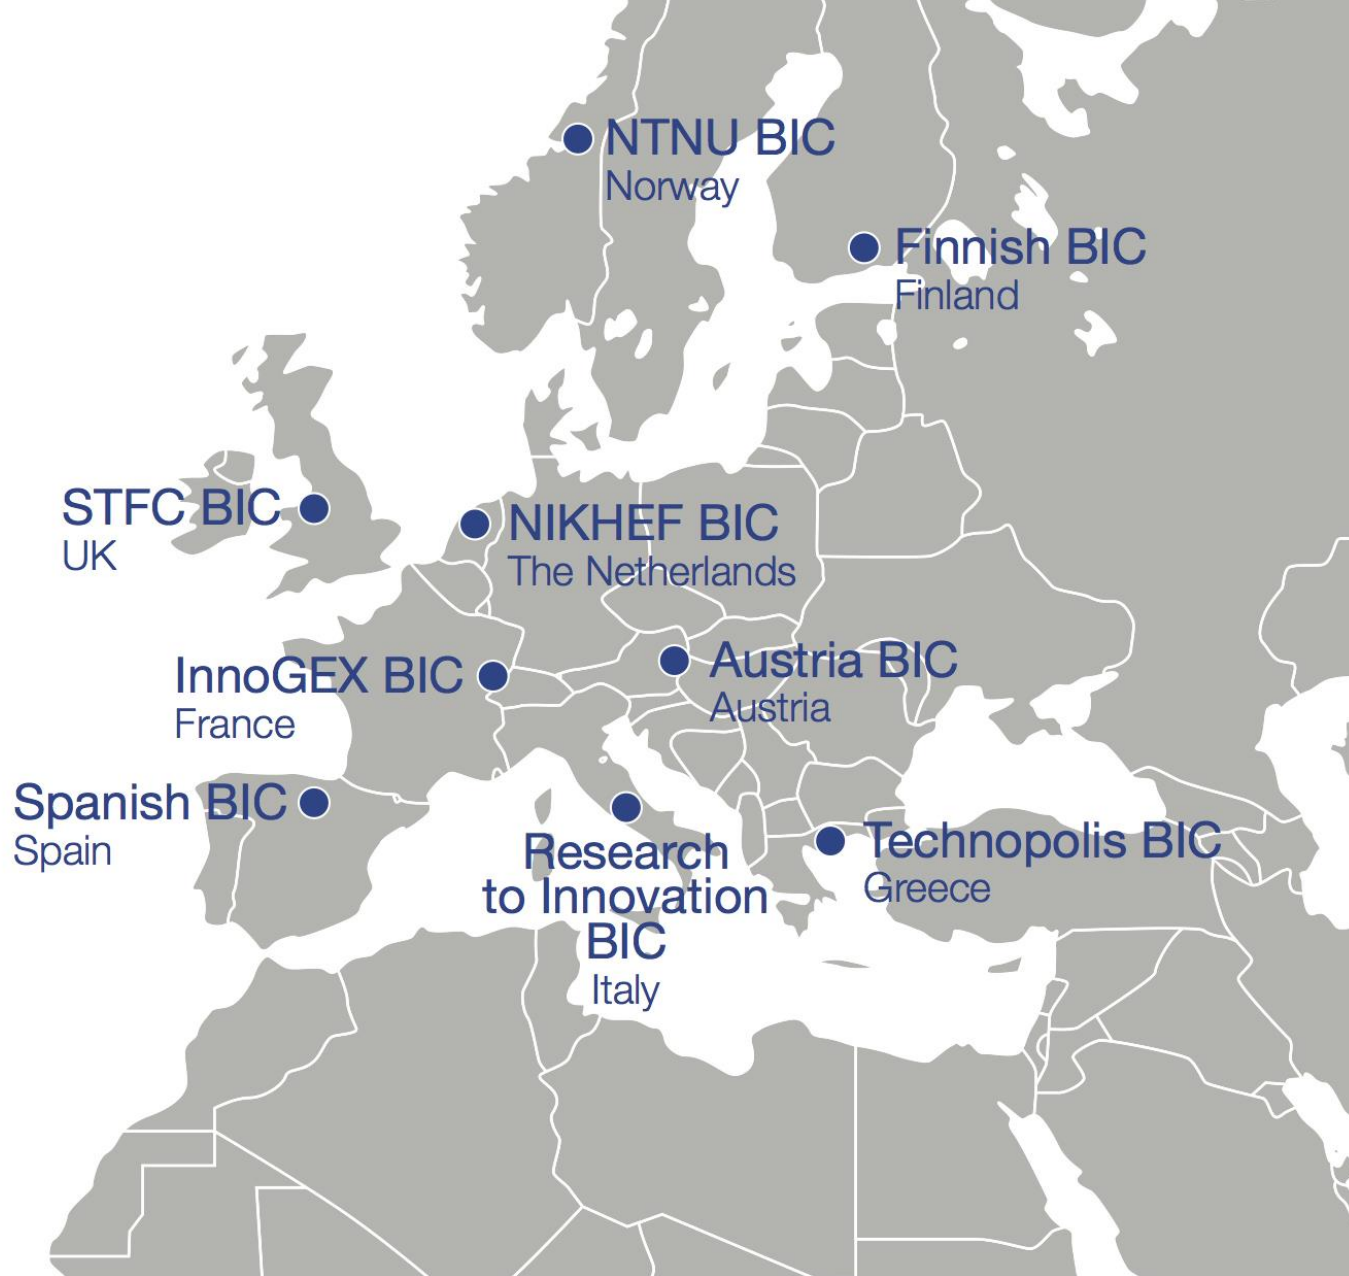 NTNU BIC
Norway
Finnish BIC
Finland
STFC BIC
UK
NIKHEF BIC
The Netherlands
InnoGEX BIC
France
Austria BIC
Austria
Spanish BIC
Spain
Research
to Innovation
BIC
Italy
Technopolis BIC
Greece